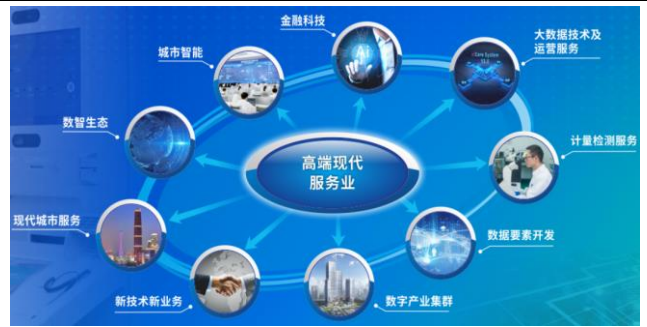 金融科技
大数据技术及
运营服务
城市智能
数智生态
计量检测服务
高端现代
服务业
现代城市服务
数据要素开发
新技术新业务
数字产业集群